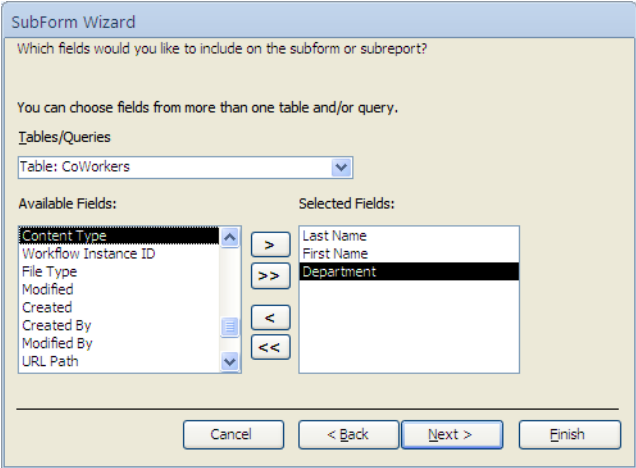 SubForm Wizard
Which fields would you like to include on the subform or subreport?
You can choose fields from more than one table and/or query.
Tables/Queries
Table: CoWorkers
Available Fields:
Selected Fields:
Content Type
Workflow Instance ID
File Type
Modified
Created
Created By
Modified By
URL Path
>
>>
<
<<
Last Name
First Name
Department
Cancel
< Back
Next >
Finish